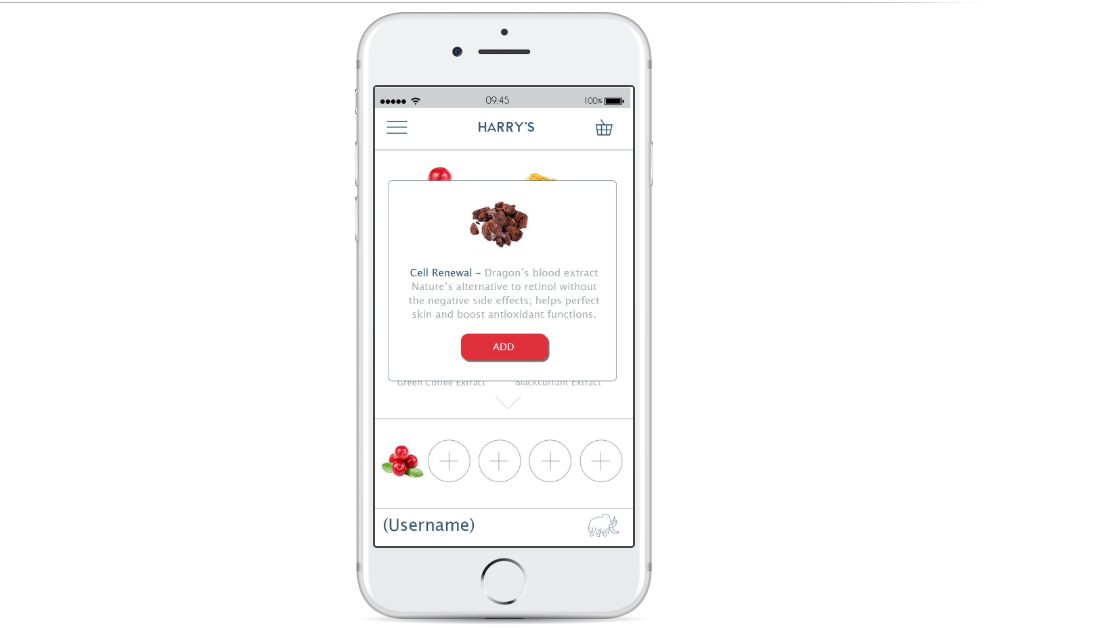 09:45
100%
HARRY'S
Cell Renewal – Dragon's blood extract
Nature's alternative to retinol without
the negative side effects; helps perfect
skin and boost antioxidant functions.
ADD
Green Coffee Extract
Blackcurrant Extract
(Username)